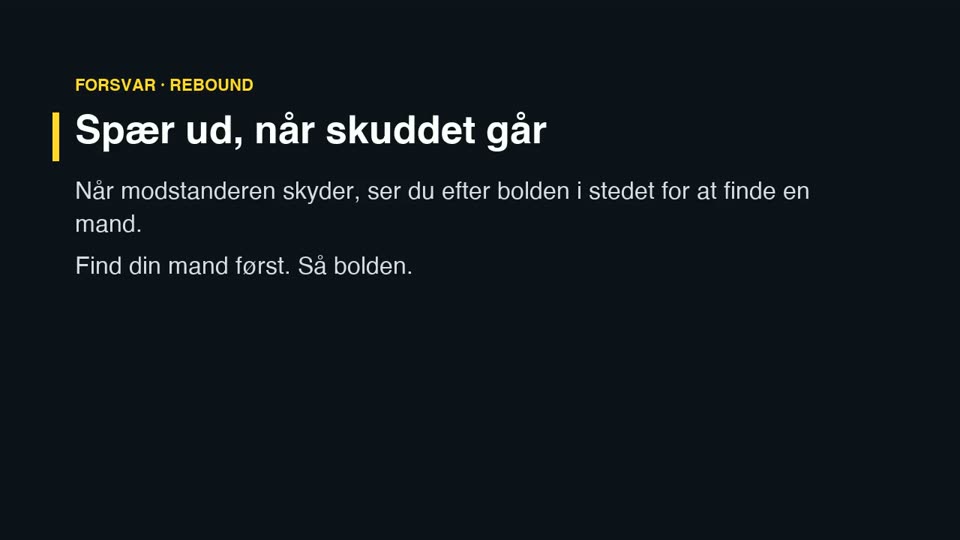 FORSVAR · REBOUND
Spær ud, når skuddet går
Når modstanderen skyder, ser du efter bolden i stedet for at finde en
mand.
Find din mand først. Så bolden.